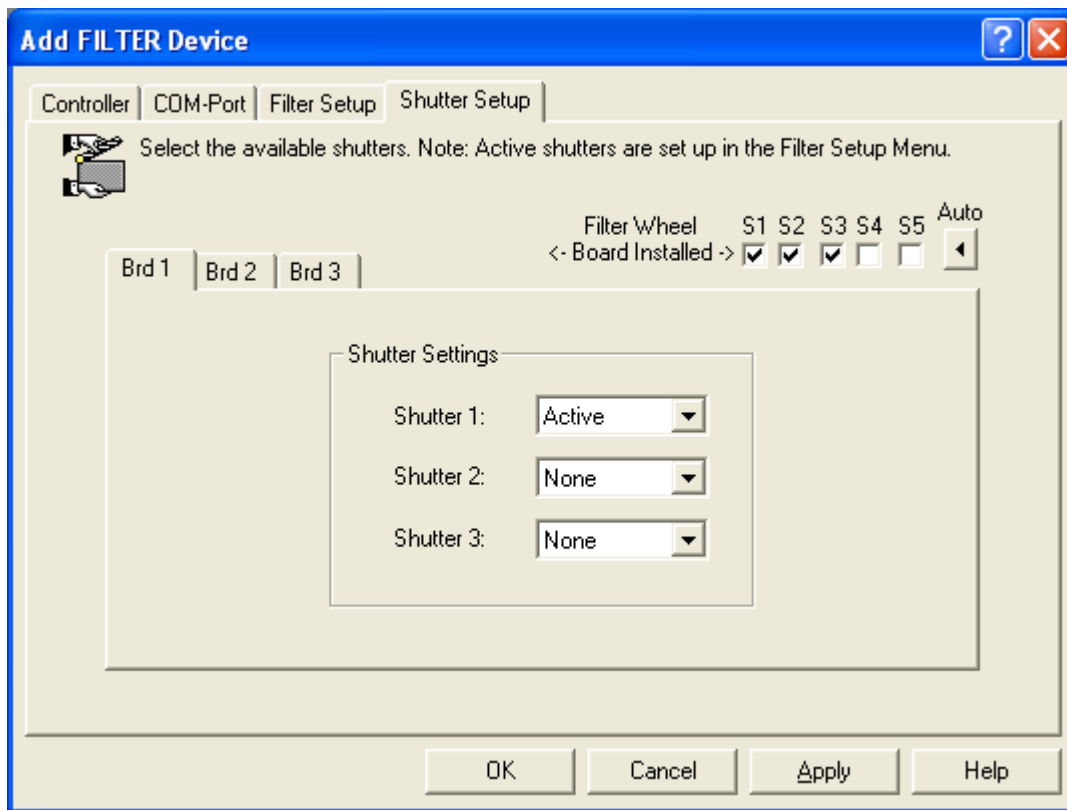 Add FILTER Device
Controller COM-Port Filter Setup Shutter Setup
Select the available shutters. Note: Active shutters are set up in the Filter Setup Menu.
Filter Wheel S1 S2 S3 S4 S5 Auto
<- Board Installed ->
Brd 1 Brd 2 Brd 3
Shutter Settings
Shutter 1: Active
Shutter 2: None
Shutter 3: None
OK Cancel Apply Help